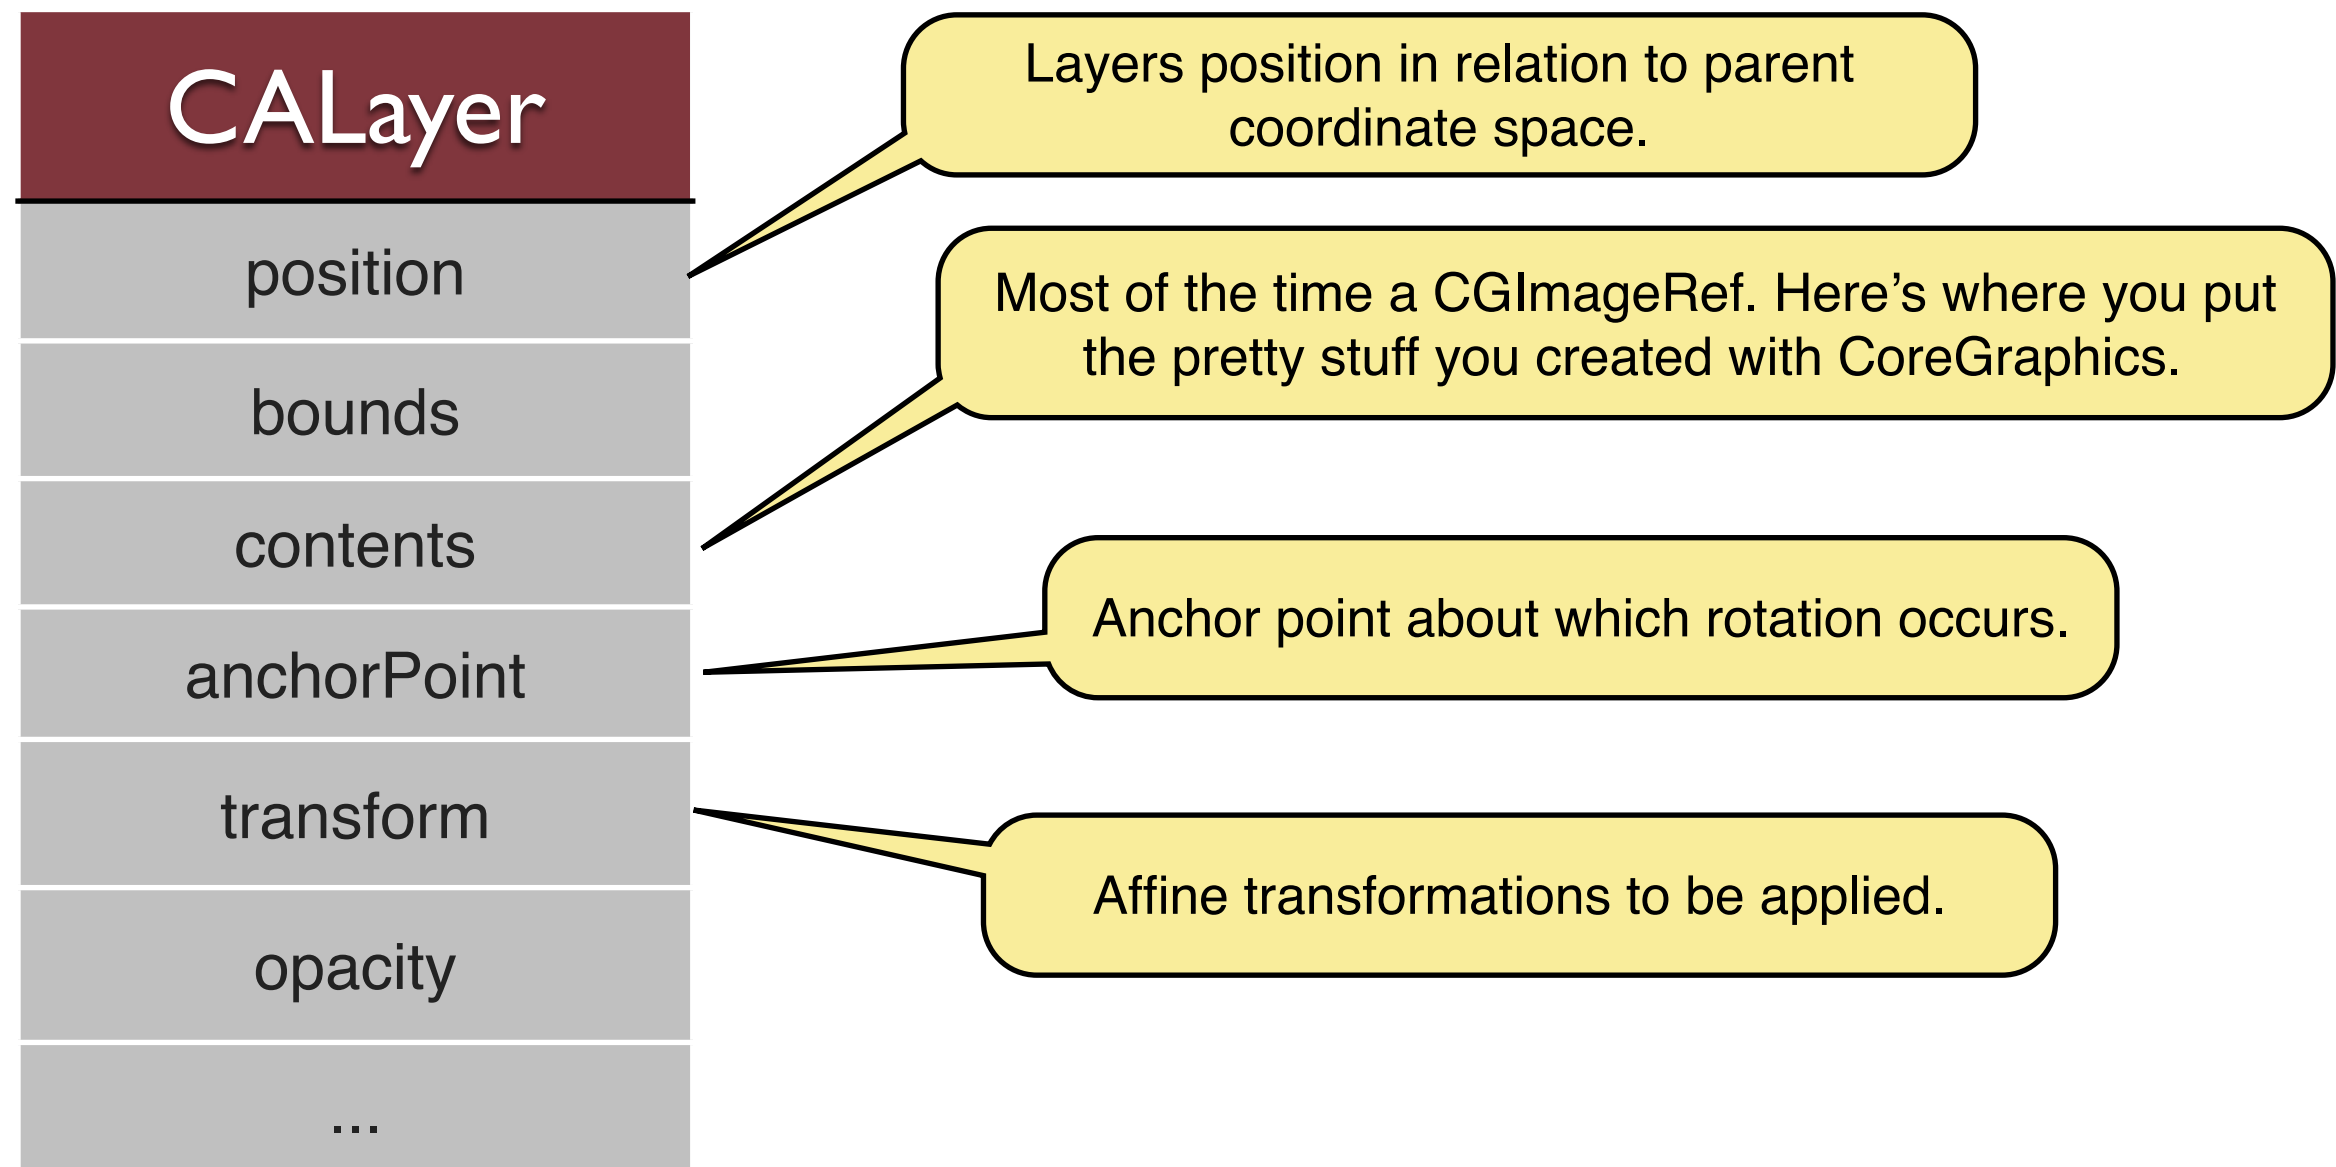 CALayer
position
bounds
contents
anchorPoint
transform
opacity
...
Layers position in relation to parent
coordinate space.
Most of the time a CGImageRef. Here’s where you put
the pretty stuff you created with CoreGraphics.
Anchor point about which rotation occurs.
Affine transformations to be applied.